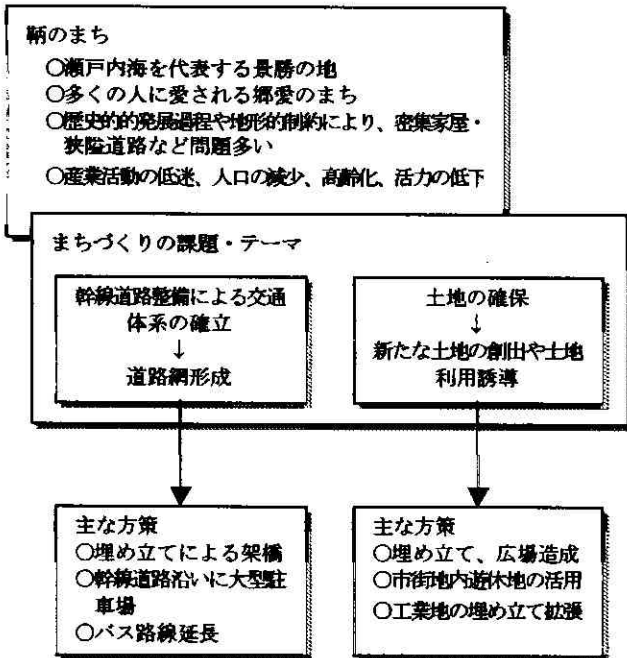 鞆のまち
○瀬戸内海を代表する景勝の地
○多くの人に愛される郷愛のまち
○歴史的的発展過程や地形的制約により、密集家屋・
狭隘道路など問題多い
○産業活動の低迷、人口の減少、高齢化、活力の低下
まちづくりの課題・テーマ
幹線道路整備による交通
体系の確立
↓
道路網形成
土地の確保
↓
新たな土地の創出や土地
利用誘導
主な方策
○埋め立てによる架橋
○幹線道路沿いに大型駐
車場
○バス路線延長
主な方策
○埋め立て、広場造成
○市街地内遊休地の活用
○工業地の埋め立て拡張